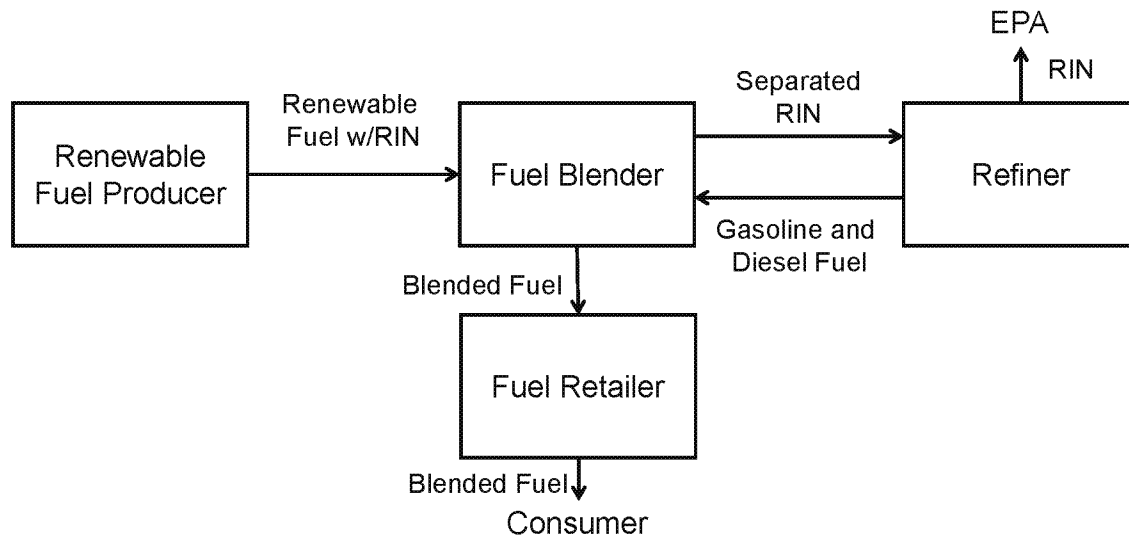 EPA
RIN
Separated
RIN
Renewable
Fuel w/RIN
Renewable
Fuel Producer
Fuel Blender
Refiner
Gasoline and
Diesel Fuel
Blended Fuel
Fuel Retailer
Blended Fuel
Consumer